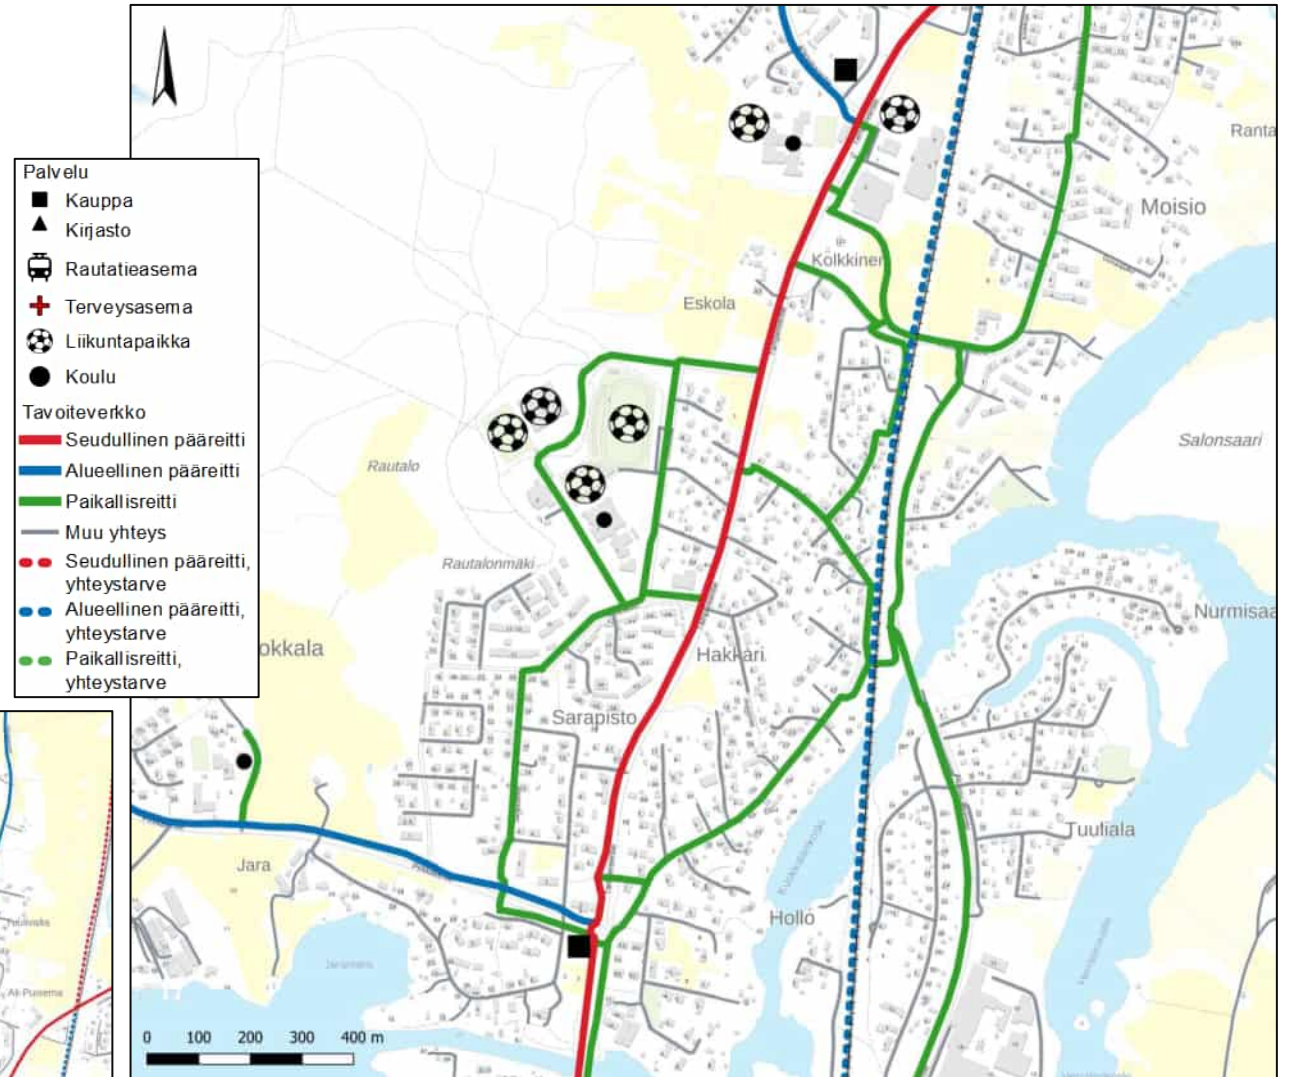 Palvelu
Kauppa
Kirjasto
Rautatieasema
Terveysasema
Liikuntapaikka
Koulu
Tavoiteverkko
Seudullinen pääreitti
Alueellinen pääreitti
Paikallisreitti
Muu yhteys
Seudullinen pääreitti,
yhteystarve
Alueellinen pääreitti,
yhteystarve
Paikallisreitti,
yhteystarve
Ranta
Moisio
Kölkkinen
Eskola
Salonsaari
Rautalo
Rautalonmäki
Nurmisaa
okkala
Hakkari
Sarapisto
Tuuliala
Jara
Hollo
0 100 200 300 400 m